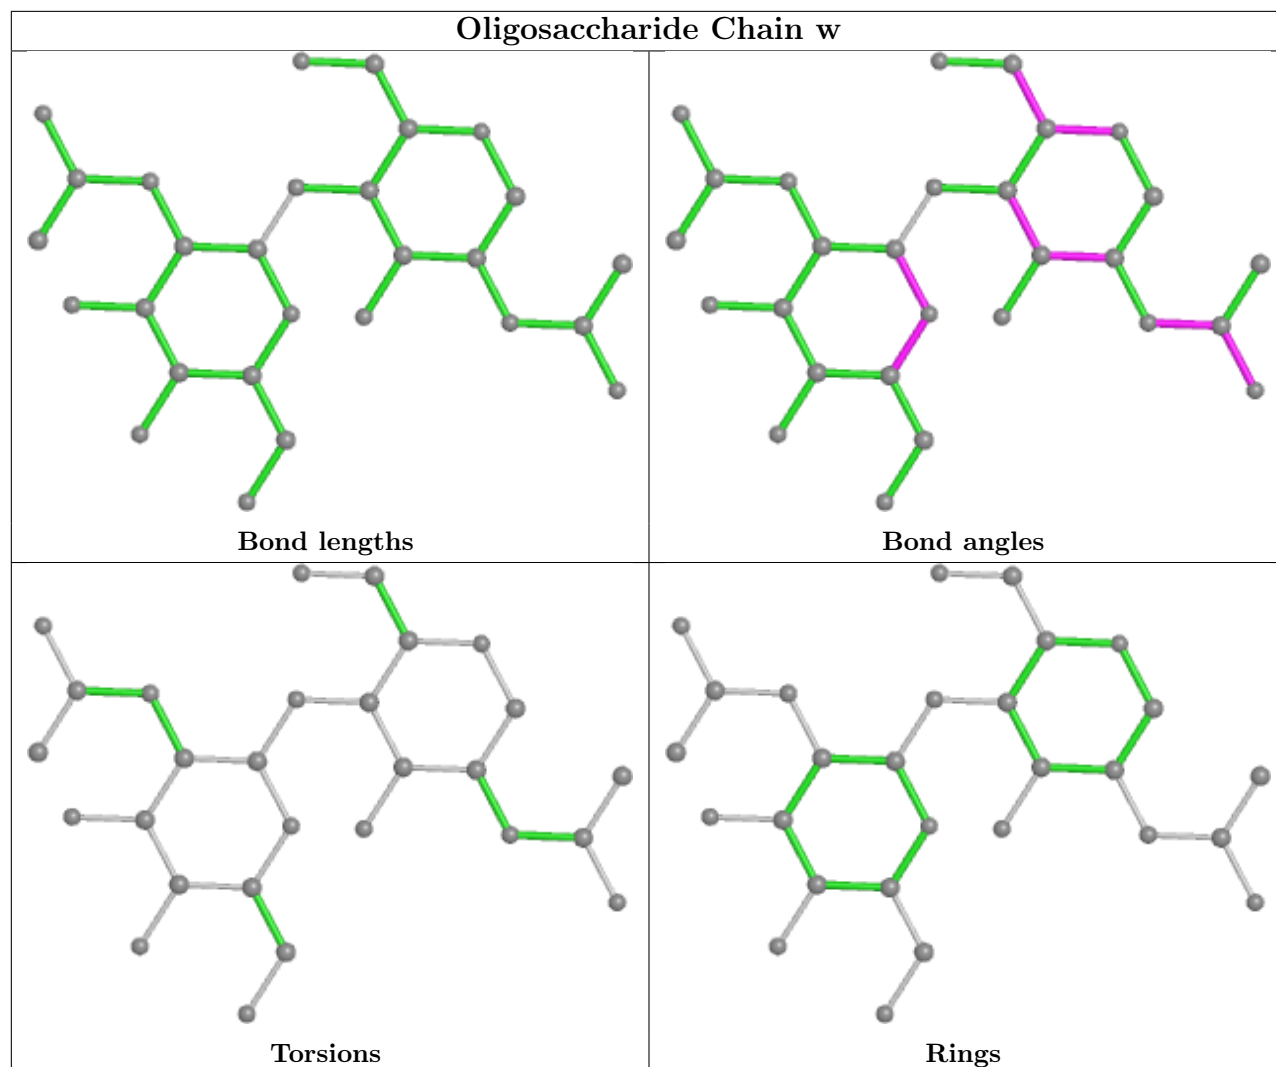 Oligosaccharide Chain w
Bond lengths
Bond angles
Torsions
Rings